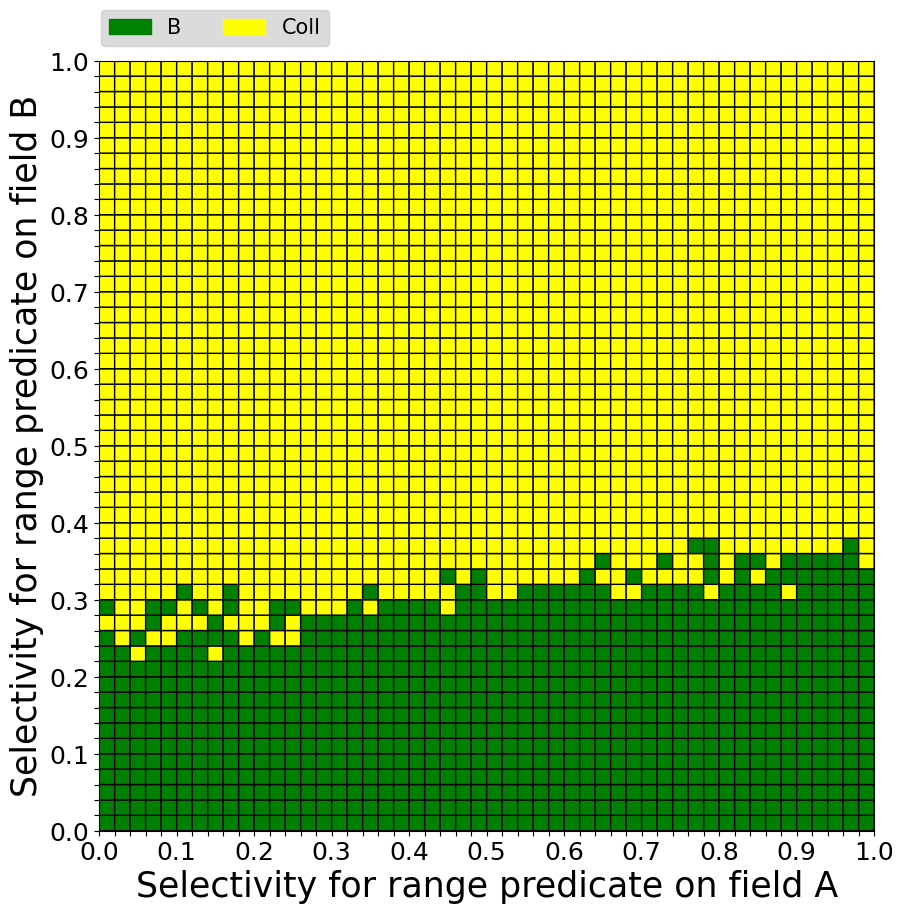 B Coll
Selectivity for range predicate on field B
1.0
0.9
0.8
0.7
0.6
0.5
0.4
0.3
0.2
0.1
0.0
0.0 0.1 0.2 0.3 0.4 0.5 0.6 0.7 0.8 0.9 1.0
Selectivity for range predicate on field A